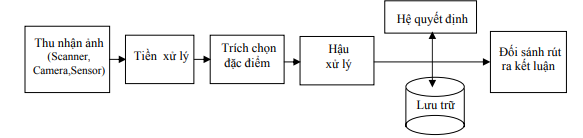 Thu nhận ảnh
(Scanner,
Camera,Sensor)
Tiền xử lý
Trích chọn
đặc điểm
Hậu
xử lý
Hệ quyết định
Lưu trữ
Đối sánh rút
ra kết luận